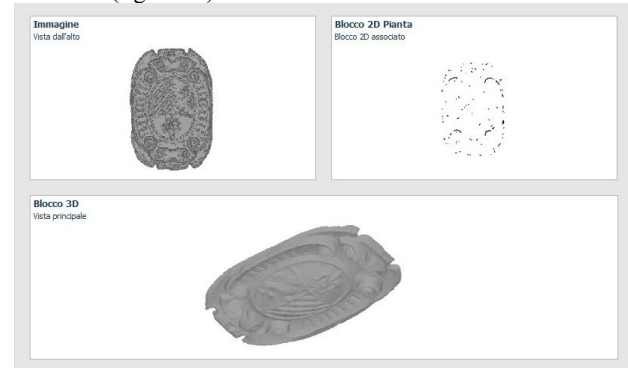 Immagine
Vista dall'alto
Blocco 2D Pianta
Blocco 2D associato
Blocco 3D
Vista principale